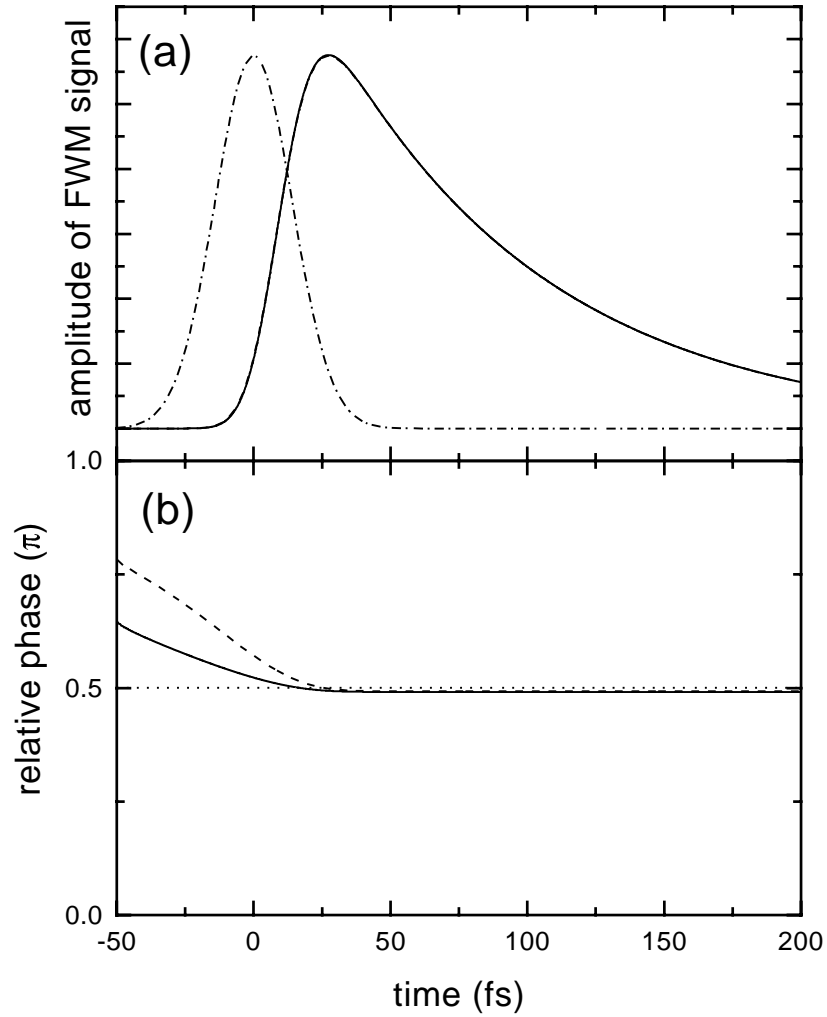 (a)
amplitude of FWM signal
1.0
(b)
relative phase (π)
0.5
0.0
-50 0 50 100 150 200
time (fs)